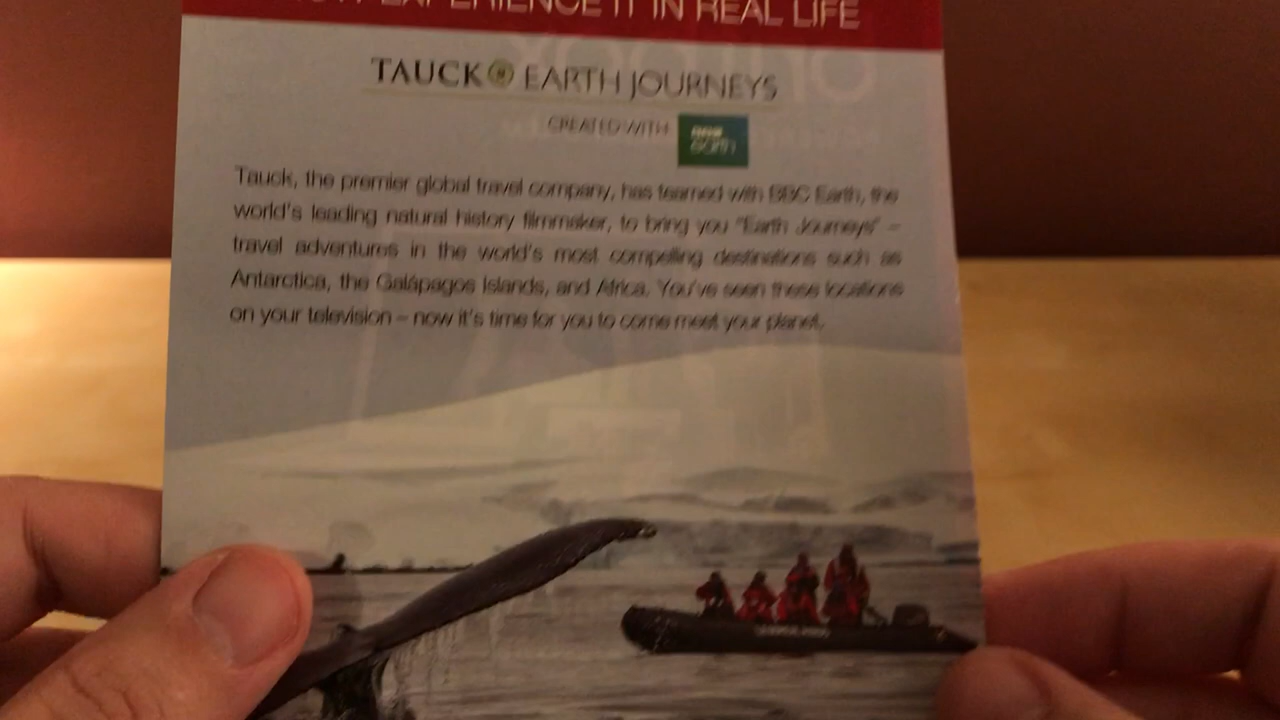 EXPERIENCE IT IN REAL LIFE
TAUCK EARTH JOURNEYS
CREATED WITH BBC earth
Tauck, the premier global travel company, has teamed with BBC Earth, the
world's leading natural history filmmaker, to bring you "Earth Journeys" –
travel adventures in the world's most compelling destinations such as
Antarctica, the Galápagos Islands, and Africa. You've seen these locations
on your television – now it's time for you to come meet your planet.